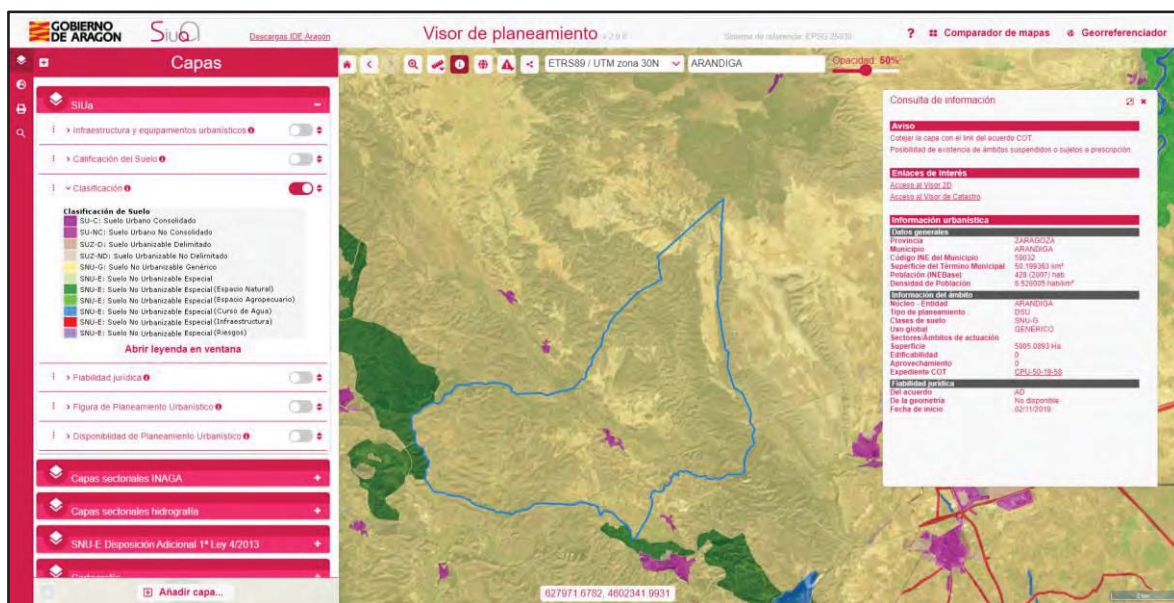 GOBIERNO
DE ARAGON
SiUa
Descargas IDE Aragón
Visor de planeamiento v 2.0.0
Sistema de referencia: EPSG:25830
?
Comparador de mapas
Georreferenciador
Capas
ETRS89 / UTM zona 30N
ARANDIGA
Opacidad: 50%
SIUa
Infraestructura y equipamientos urbanísticos
Calificación del Suelo
Clasificación
Clasificación de Suelo
SU-C: Suelo Urbano Consolidado
SU-NC: Suelo Urbano No Consolidado
SUZ-D: Suelo Urbanizable Delimitado
SUZ-ND: Suelo Urbanizable No Delimitado
SNU-G: Suelo No Urbanizable Genérico
SNU-E: Suelo No Urbanizable Especial
SNU-E: Suelo No Urbanizable Especial (Espacio Natural)
SNU-E: Suelo No Urbanizable Especial (Espacio Agropecuario)
SNU-E: Suelo No Urbanizable Especial (Curso de Agua)
SNU-E: Suelo No Urbanizable Especial (Infraestructura)
SNU-E: Suelo No Urbanizable Especial (Riesgos)
Abrir leyenda en ventana
Fiabilidad jurídica
Figura de Planeamiento Urbanístico
Disponibilidad de Planeamiento Urbanístico
Capas sectoriales INAGA
Capas sectoriales hidrografía
SNU-E Disposición Adicional 1ª Ley 4/2013
Añadir capa...
627971.6782, 4602341.9931
Consulta de información
Aviso
Cotejar la capa con el link del acuerdo COT.
Posibilidad de existencia de ámbitos suspendidos o sujetos a prescripción.
Enlaces de Interés
Acceso al Visor 2D
Acceso al Visor de Catastro
Información urbanística
Datos generales
Provincia ZARAGOZA
Municipio ARANDIGA
Código INE del Municipio 50032
Superficie del Término Municipal 50.199363 km²
Población (INEBase) 428 (2007) hab
Densidad de Población 8.526005 hab/km²
Información del ámbito
Núcleo - Entidad ARANDIGA
Tipo de planeamiento DSU
Clases de suelo SNU-G
Uso global GENÉRICO
Sectores/Ámbitos de actuación
Superficie 5005.0893 Ha
Edificabilidad 0
Aprovechamiento 0
Expediente COT CPU-50-19-58
Fiabilidad jurídica
Del acuerdo AD
De la geometría No disponible
Fecha de inicio 02/11/2019